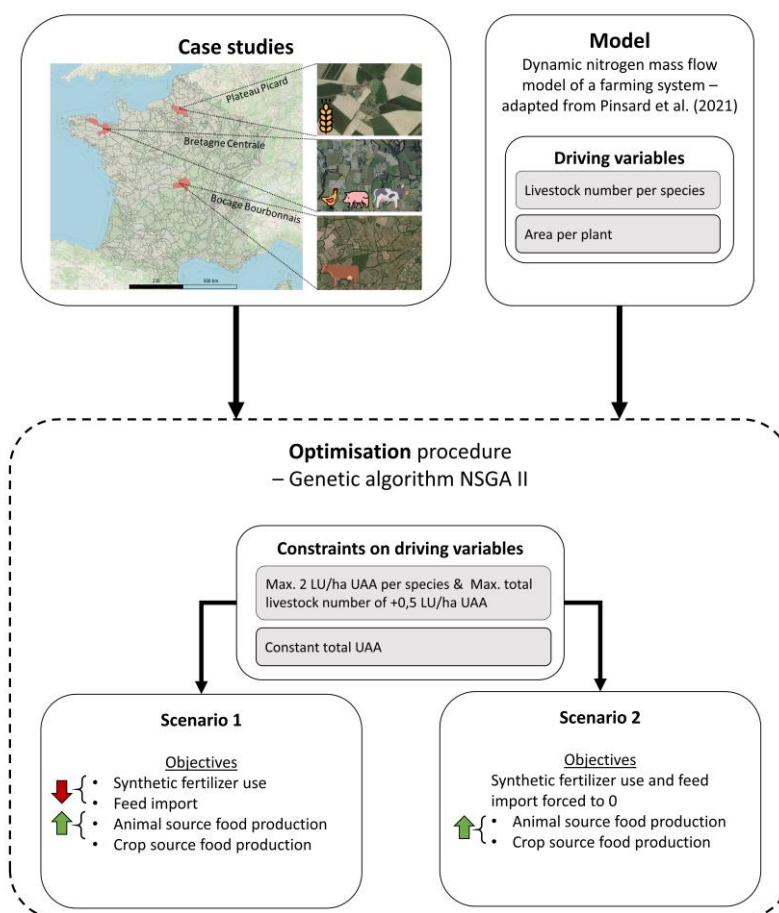 Case studies
Plateau Picard
Bretagne Centrale
Bocage Bourbonnais
Model
Dynamic nitrogen mass flow
model of a farming system –
adapted from Pinsard et al. (2021)
Driving variables
Livestock number per species
Area per plant
Optimisation procedure
– Genetic algorithm NSGA II
Constraints on driving variables
Max. 2 LU/ha UAA per species & Max. total
livestock number of +0,5 LU/ha UAA
Constant total UAA
Scenario 1
Objectives
• Synthetic fertilizer use
• Feed import
• Animal source food production
• Crop source food production
Scenario 2
Objectives
Synthetic fertilizer use and feed
import forced to 0
• Animal source food production
• Crop source food production